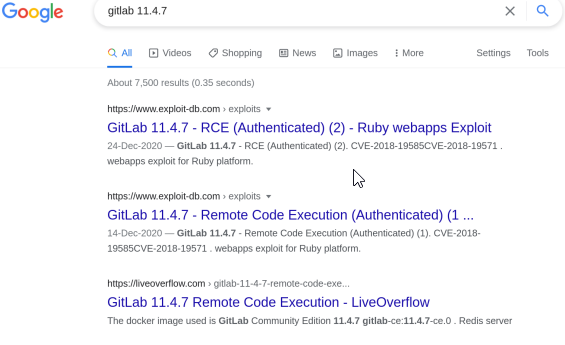 Google
gitlab 11.4.7
All Videos Shopping News Images More Settings Tools
About 7,500 results (0.35 seconds)
https://www.exploit-db.com › exploits
GitLab 11.4.7 - RCE (Authenticated) (2) - Ruby webapps Exploit
24-Dec-2020 — GitLab 11.4.7 - RCE (Authenticated) (2). CVE-2018-19585CVE-2018-19571 .
webapps exploit for Ruby platform.
https://www.exploit-db.com › exploits
GitLab 11.4.7 - Remote Code Execution (Authenticated) (1 ...
14-Dec-2020 — GitLab 11.4.7 - Remote Code Execution (Authenticated) (1). CVE-2018-
19585CVE-2018-19571 . webapps exploit for Ruby platform.
https://liveoverflow.com › gitlab-11-4-7-remote-code-exe...
GitLab 11.4.7 Remote Code Execution - LiveOverflow
The docker image used is GitLab Community Edition 11.4.7 gitlab-ce:11.4.7-ce.0 . Redis server